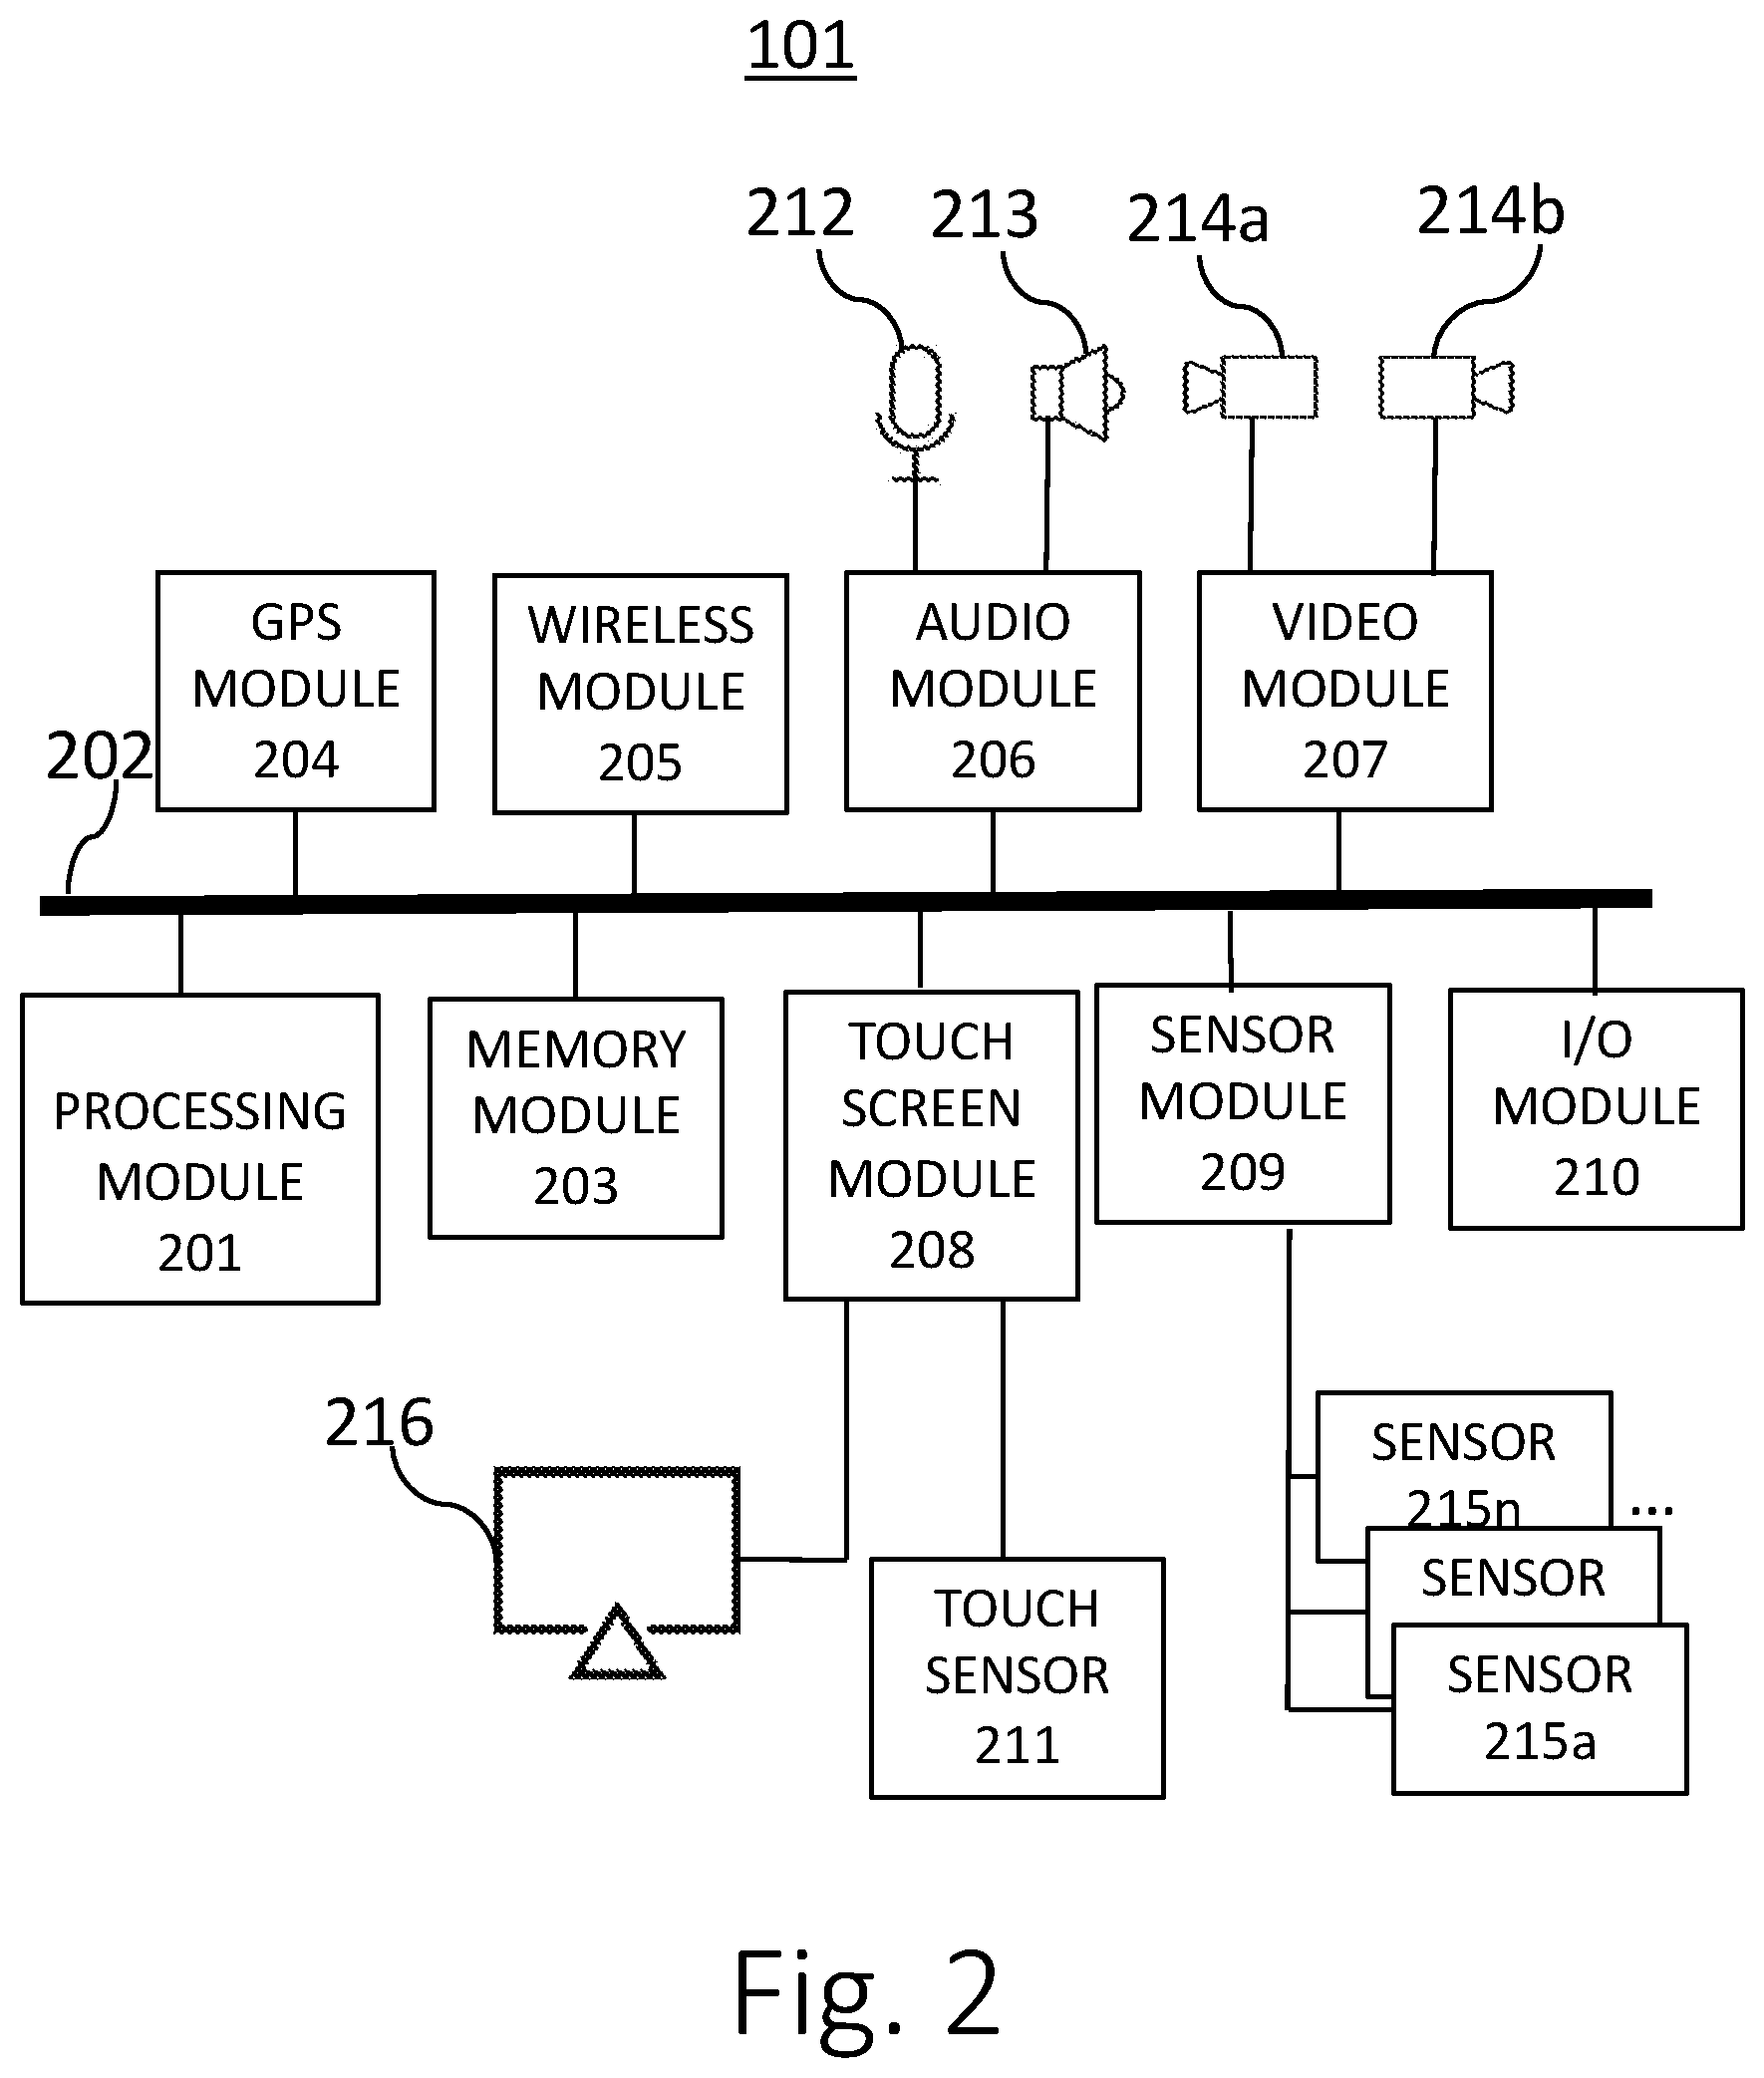 101
212
213
214a
214b
GPS
MODULE
204
WIRELESS
MODULE
205
AUDIO
MODULE
206
VIDEO
MODULE
207
202
PROCESSING
MODULE
201
MEMORY
MODULE
203
TOUCH
SCREEN
MODULE
208
SENSOR
MODULE
209
I/O
MODULE
210
216
TOUCH
SENSOR
211
SENSOR
215n
...
SENSOR
SENSOR
215a
Fig. 2